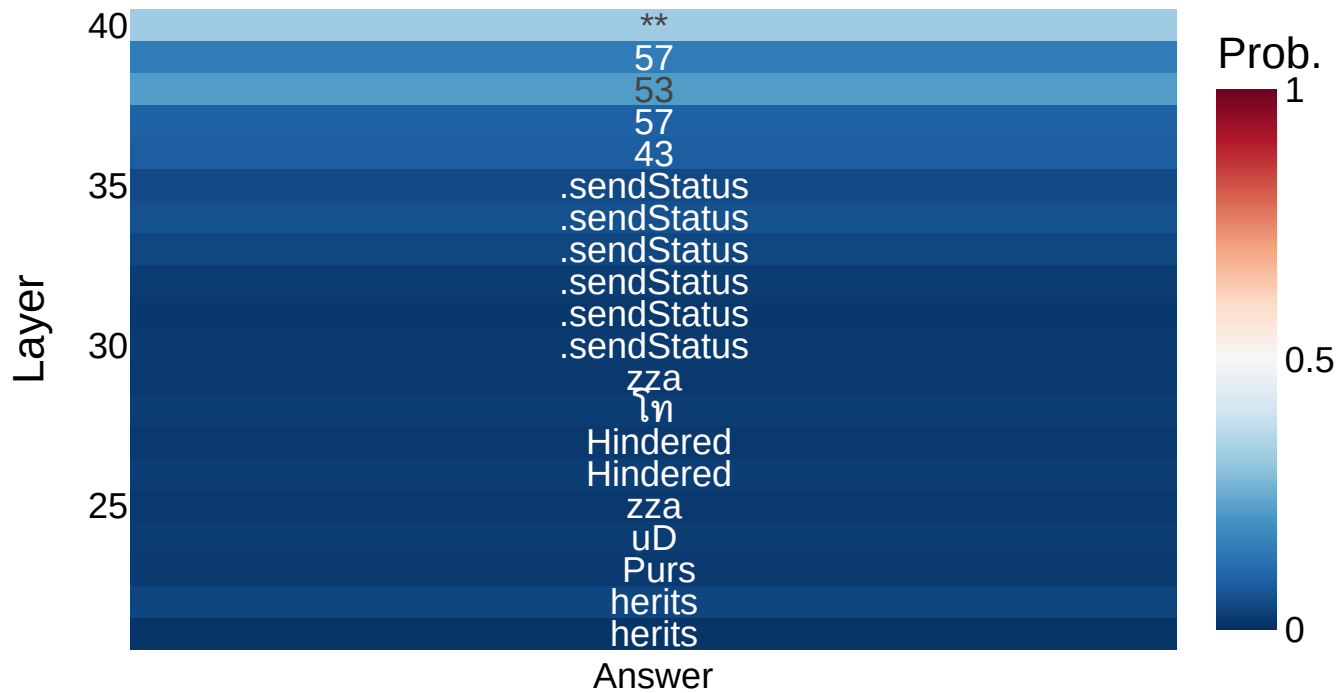 40
**
57
53
57
43
35
.sendStatus
.sendStatus
.sendStatus
.sendStatus
.sendStatus
30
.sendStatus
zza
โท
Hindered
Hindered
25
zza
uD
Purs
herits
herits
Layer
Answer
Prob.
1
0.5
0